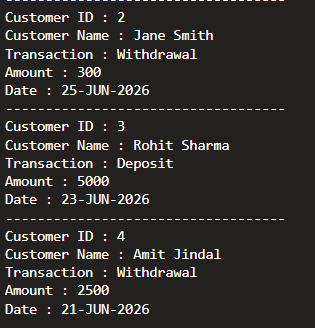 -----------------------------------
Customer ID : 2
Customer Name : Jane Smith
Transaction : Withdrawal
Amount : 300
Date : 25-JUN-2026
-----------------------------------
Customer ID : 3
Customer Name : Rohit Sharma
Transaction : Deposit
Amount : 5000
Date : 23-JUN-2026
-----------------------------------
Customer ID : 4
Customer Name : Amit Jindal
Transaction : Withdrawal
Amount : 2500
Date : 21-JUN-2026